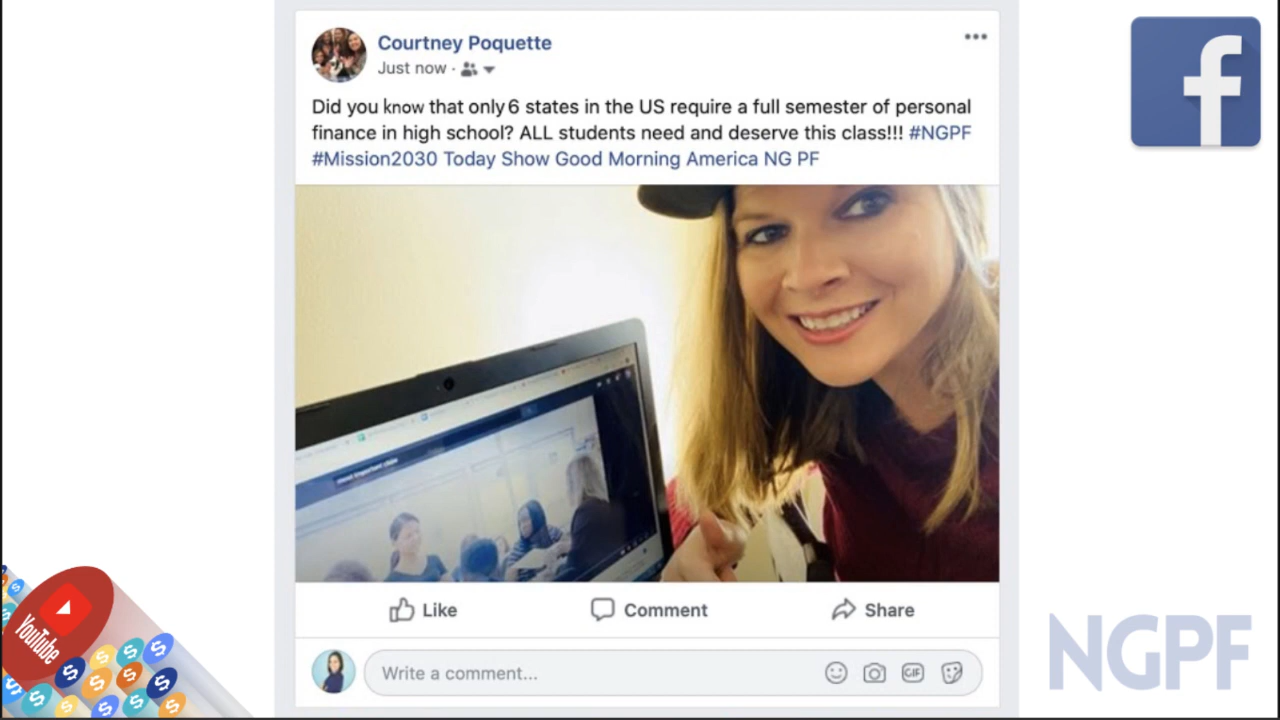 Courtney Poquette
Just now ·
Did you know that only 6 states in the US require a full semester of personal
finance in high school? ALL students need and deserve this class!!! #NGPF
#Mission2030 Today Show Good Morning America NG PF
Like
Comment
Share
Write a comment...
GIF
f
YouTube
NGPF